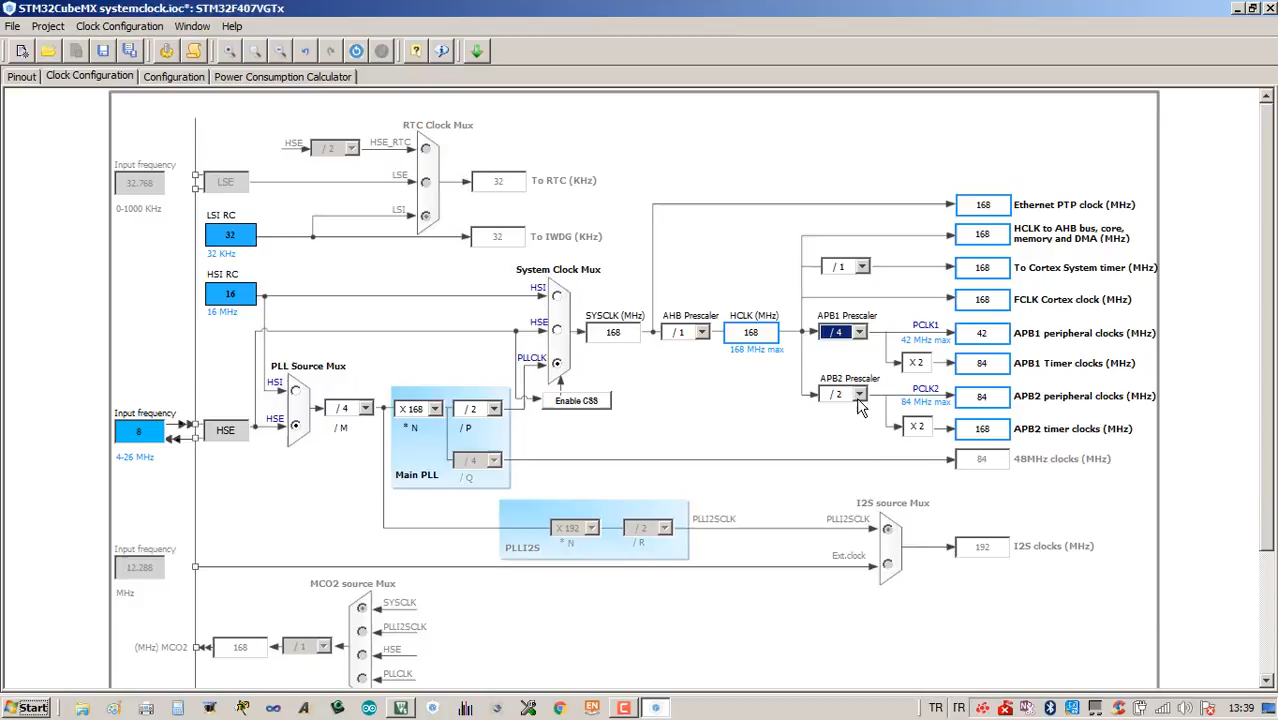 STM32CubeMX systemclock.ioc*: STM32F407VGTx
File Project Clock Configuration Window Help
Pinout Clock Configuration Configuration Power Consumption Calculator
RTC Clock Mux
HSE / 2 HSE_RTC
Input frequency
32.768
0-1000 KHz
LSE
LSE
32 To RTC (KHz)
LSI RC
32
32 KHz
LSI
32 To IWDG (KHz)
HSI RC
16
16 MHz
System Clock Mux
HSI
HSE
PLLCLK
Enable CSS
SYSCLK (MHz)
168
AHB Prescaler
/ 1
HCLK (MHz)
168
168 MHz max
168 Ethernet PTP clock (MHz)
168 HCLK to AHB bus, core,
memory and DMA (MHz)
/ 1 168 To Cortex System timer (MHz)
168 FCLK Cortex clock (MHz)
APB1 Prescaler
/ 4
PCLK1
42 MHz max
42 APB1 peripheral clocks (MHz)
X 2 84 APB1 Timer clocks (MHz)
APB2 Prescaler
/ 2
PCLK2
84 MHz max
84 APB2 peripheral clocks (MHz)
X 2 168 APB2 timer clocks (MHz)
84 48MHz clocks (MHz)
PLL Source Mux
HSI
HSE
Input frequency
8
4-26 MHz
HSE
/ 4
/ M
X 168
* N
/ 2
/ P
/ 4
/ Q
Main PLL
X 192
* N
/ 2
/ R
PLLI2S
PLLI2SCLK
I2S source Mux
PLLI2SCLK
Ext.clock
192 I2S clocks (MHz)
Input frequency
12.288
MHz
MCO2 source Mux
SYSCLK
PLLI2SCLK
HSE
PLLCLK
(MHz) MCO2 168 / 1
Start
EN
TR IR 13:39